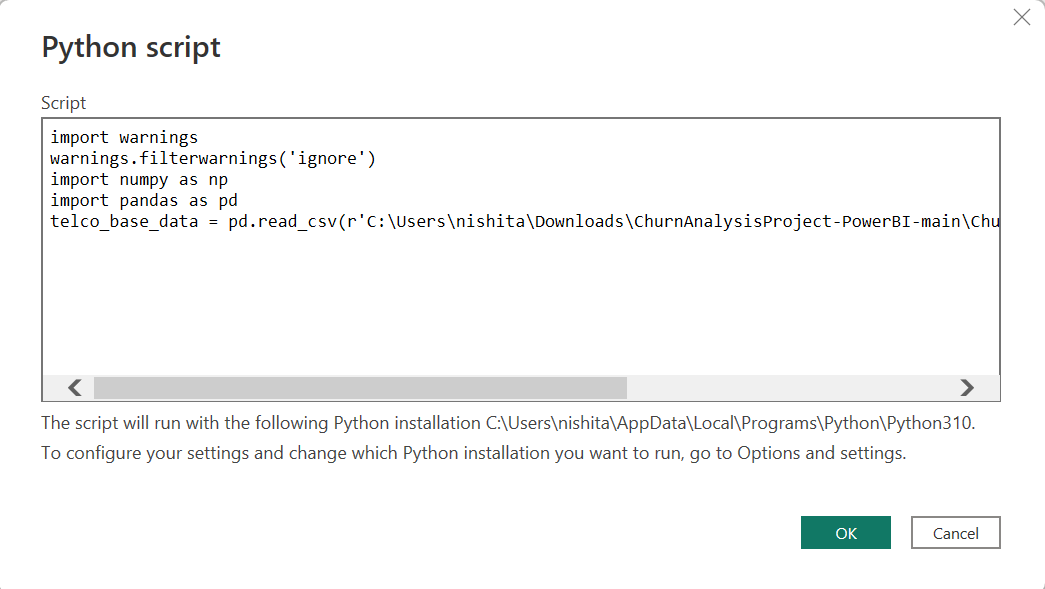 Python script
Script
import warnings
warnings.filterwarnings('ignore')
import numpy as np
import pandas as pd
telco_base_data = pd.read_csv(r'C:\Users\nishita\Downloads\ChurnAnalysisProject-PowerBI-main\Chu
The script will run with the following Python installation C:\Users\nishita\AppData\Local\Programs\Python\Python310.
To configure your settings and change which Python installation you want to run, go to Options and settings.
OK Cancel